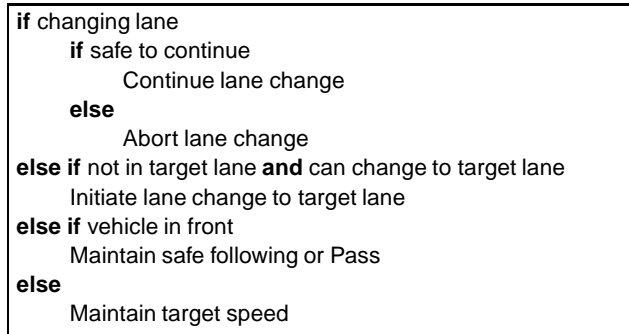 if changing lane
if safe to continue
Continue lane change
else
Abort lane change
else if not in target lane and can change to target lane
Initiate lane change to target lane
else if vehicle in front
Maintain safe following or Pass
else
Maintain target speed